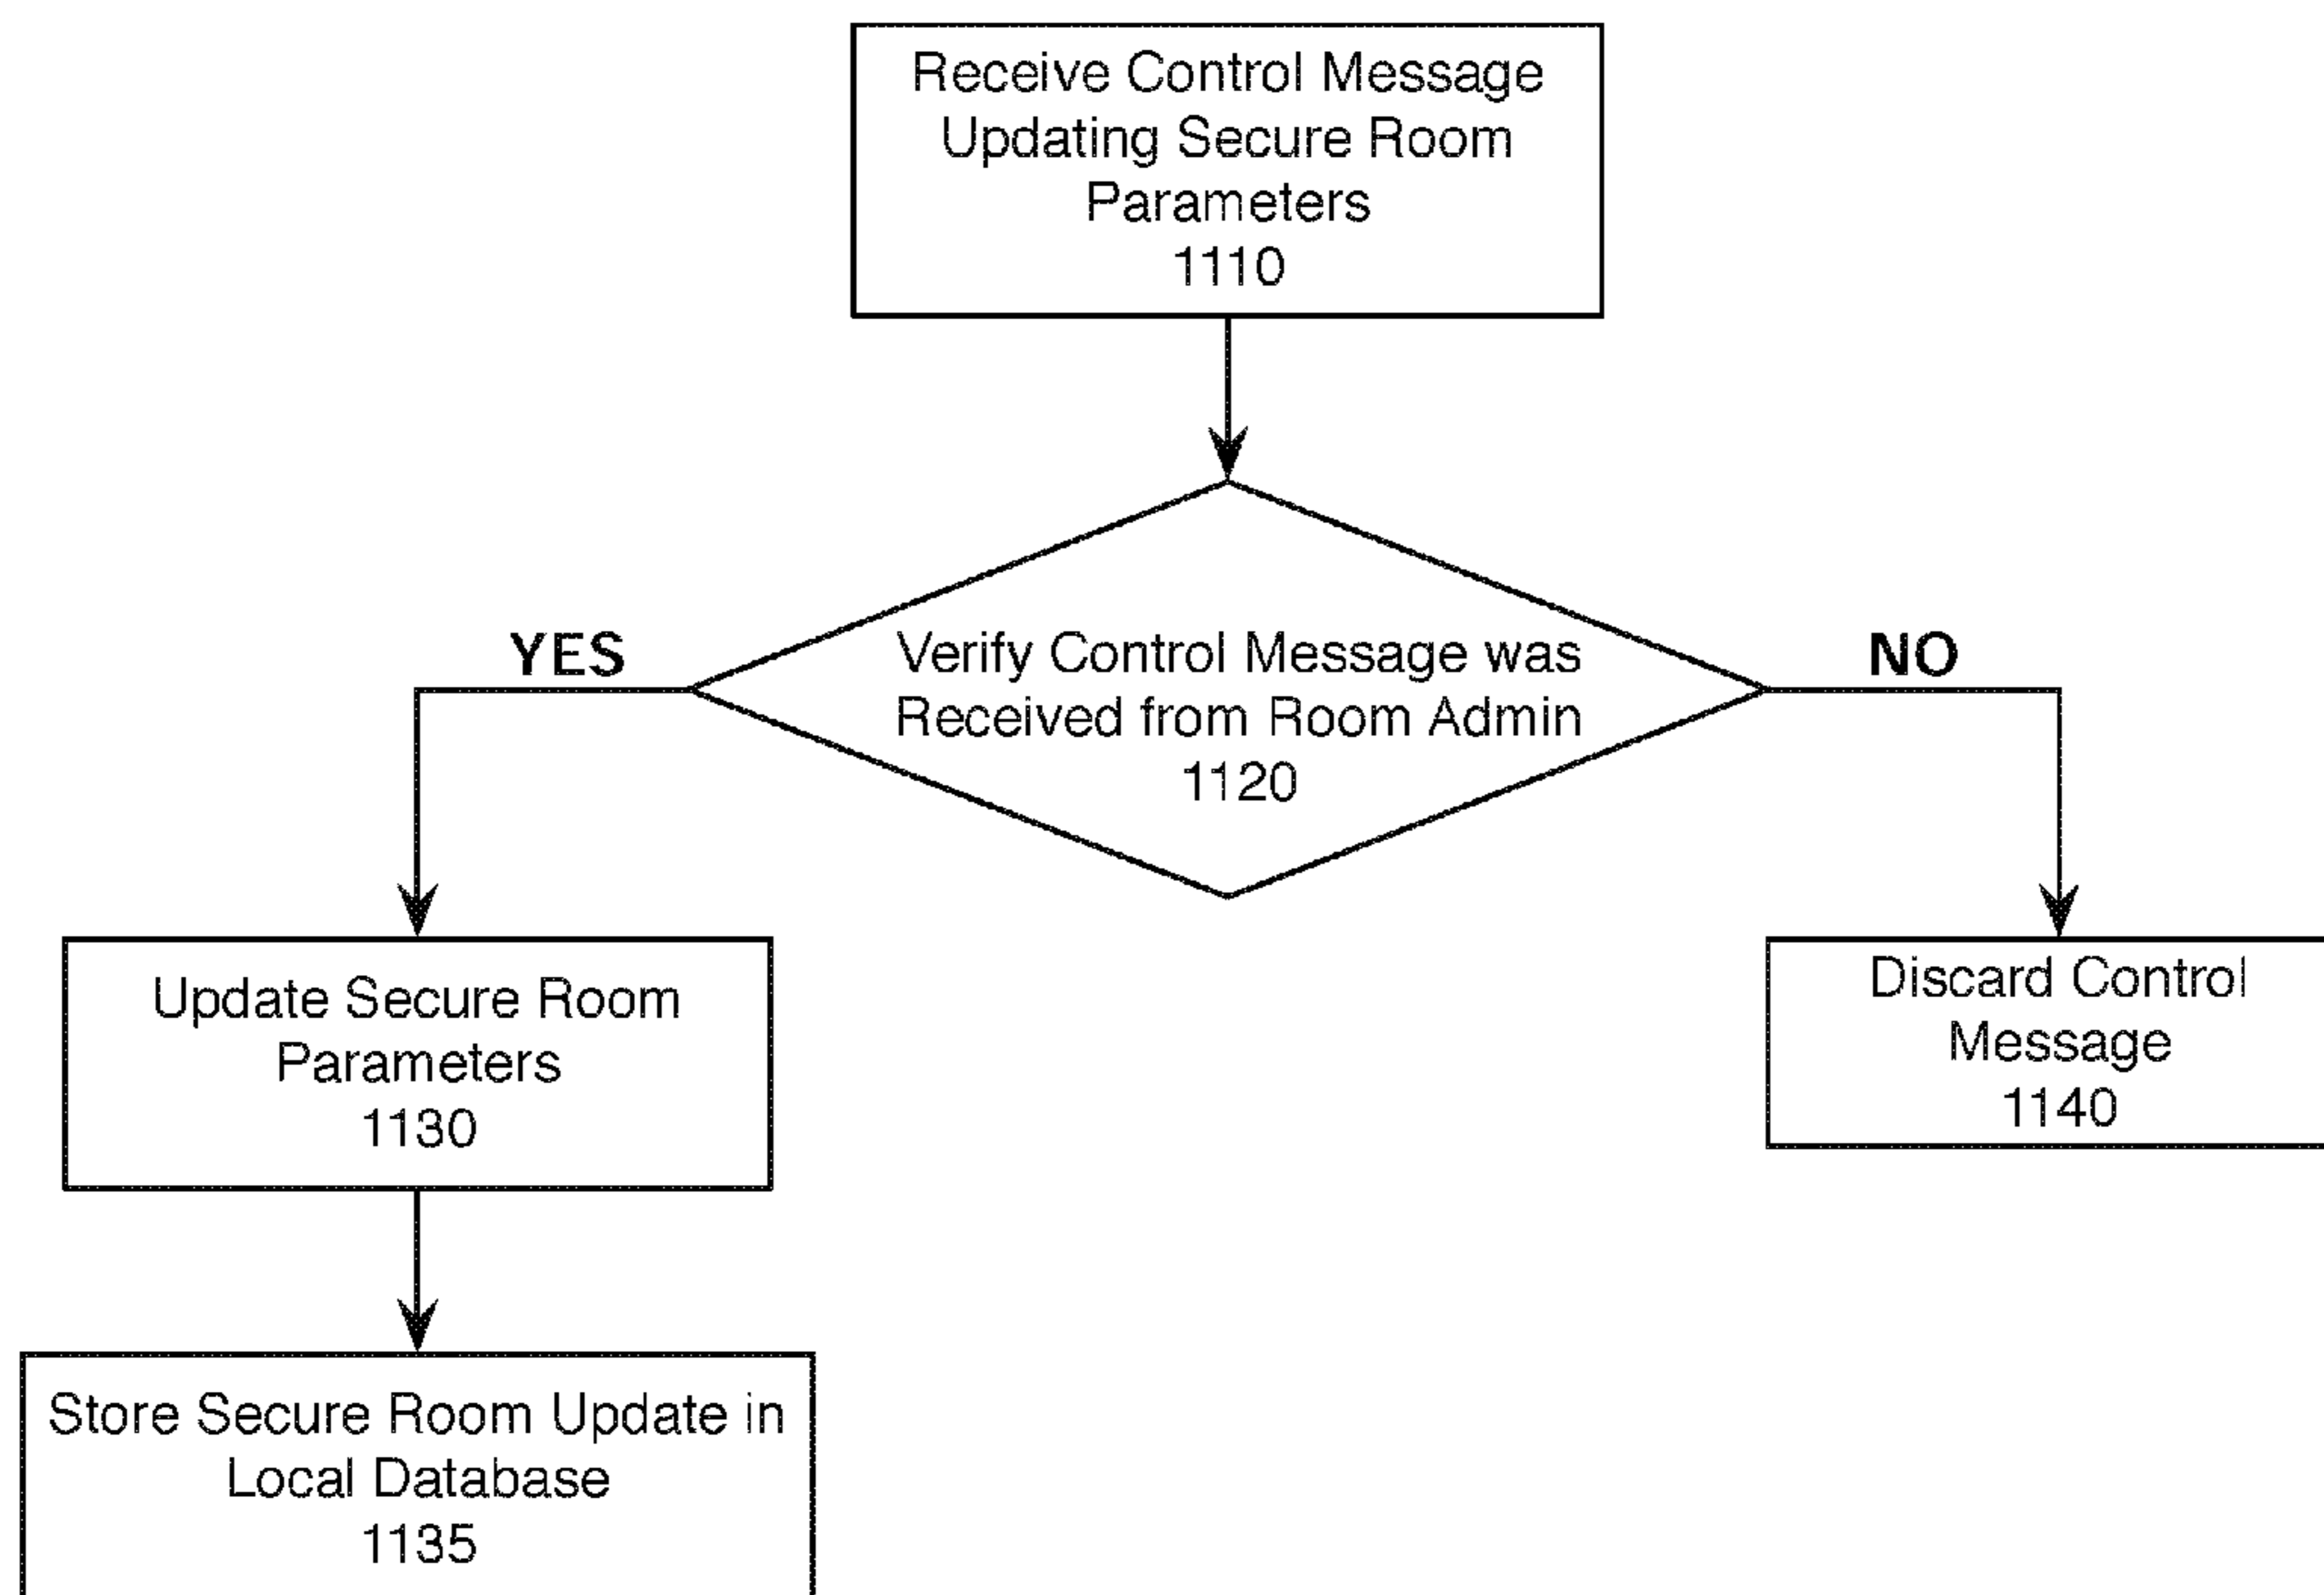 Receive Control Message
Updating Secure Room
Parameters
1110
YES
Verify Control Message was
Received from Room Admin
1120
NO
Update Secure Room
Parameters
1130
Discard Control
Message
1140
Store Secure Room Update in
Local Database
1135